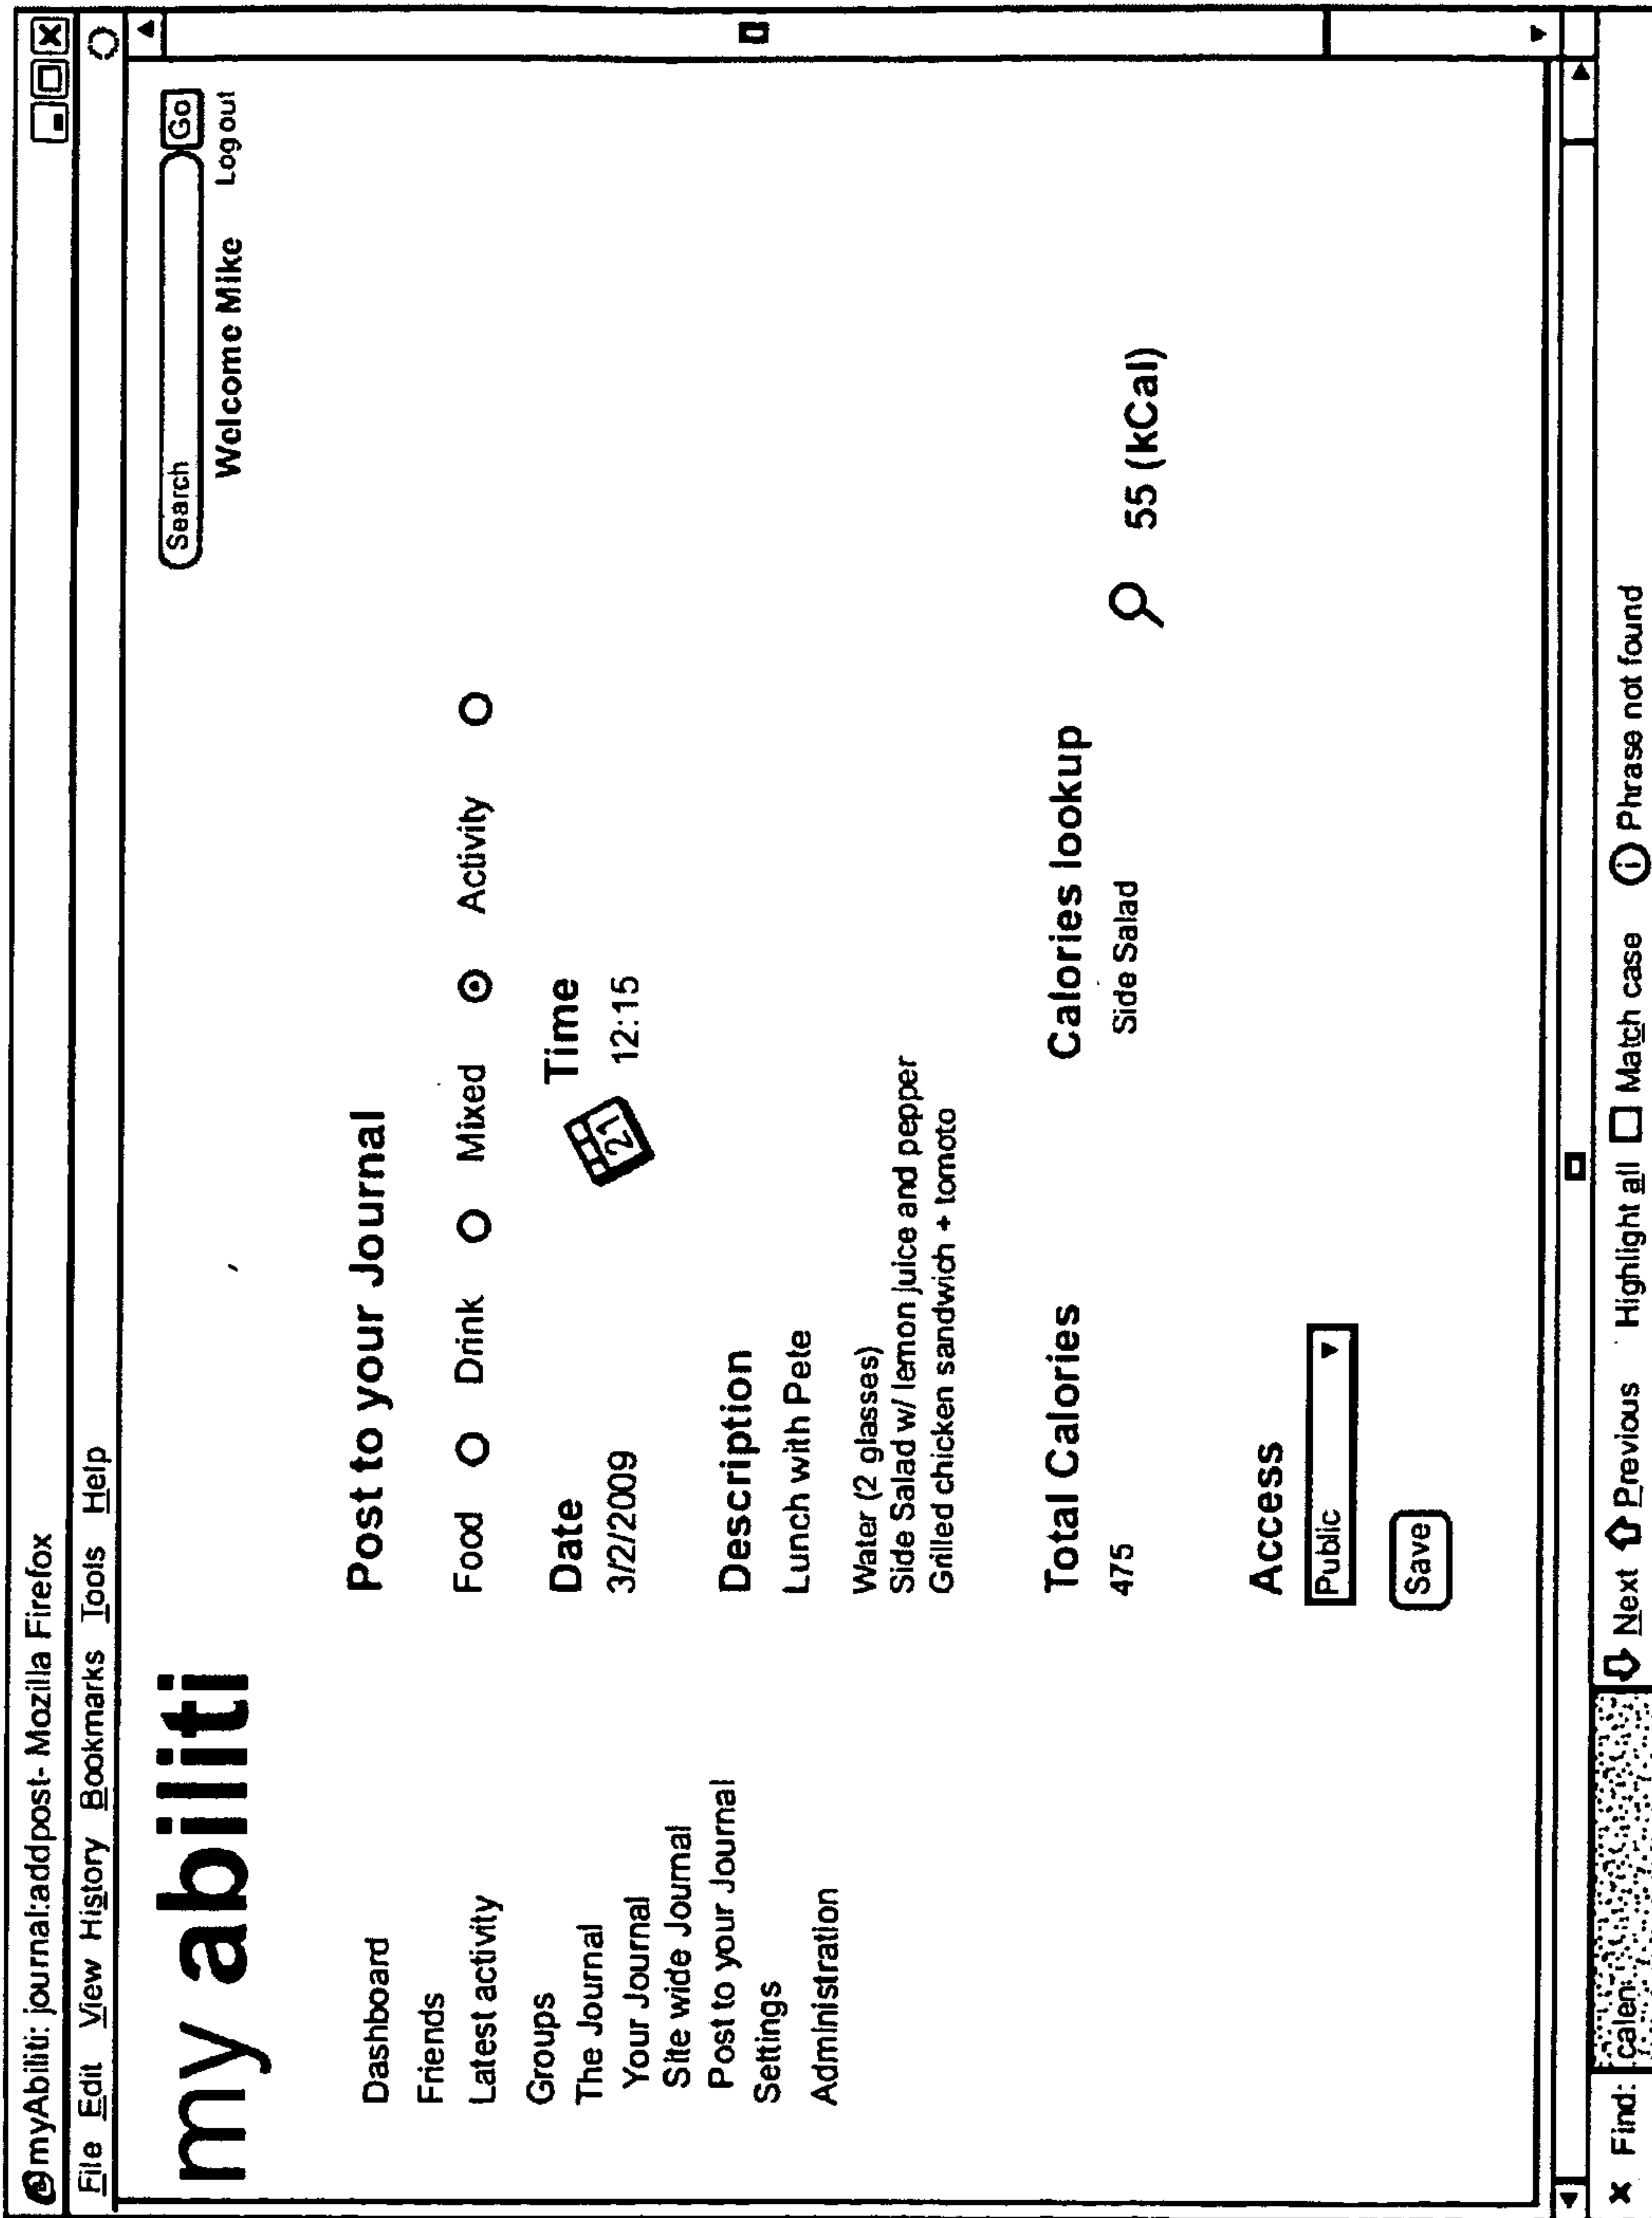 myAbiliti: journal:addpost- Mozilla Firefox
File Edit View History Bookmarks Tools Help
my abiliti
Search Go
Welcome Mike Logout
Dashboard
Friends
Latest activity
Groups
The Journal
Your Journal
Site wide Journal
Post to your Journal
Settings
Administration
Post to your Journal
Food Drink Mixed Activity
Date Time
3/2/2009 21 12:15
Description
Lunch with Pete
Water (2 glasses)
Side Salad w/ lemon juice and pepper
Grilled chicken sandwich + tomoto
Total Calories Calories lookup
475 Side Salad 55 (kCal)
Access
Public
Save
x Find: calen Next Previous Highlight all Match case i Phrase not found